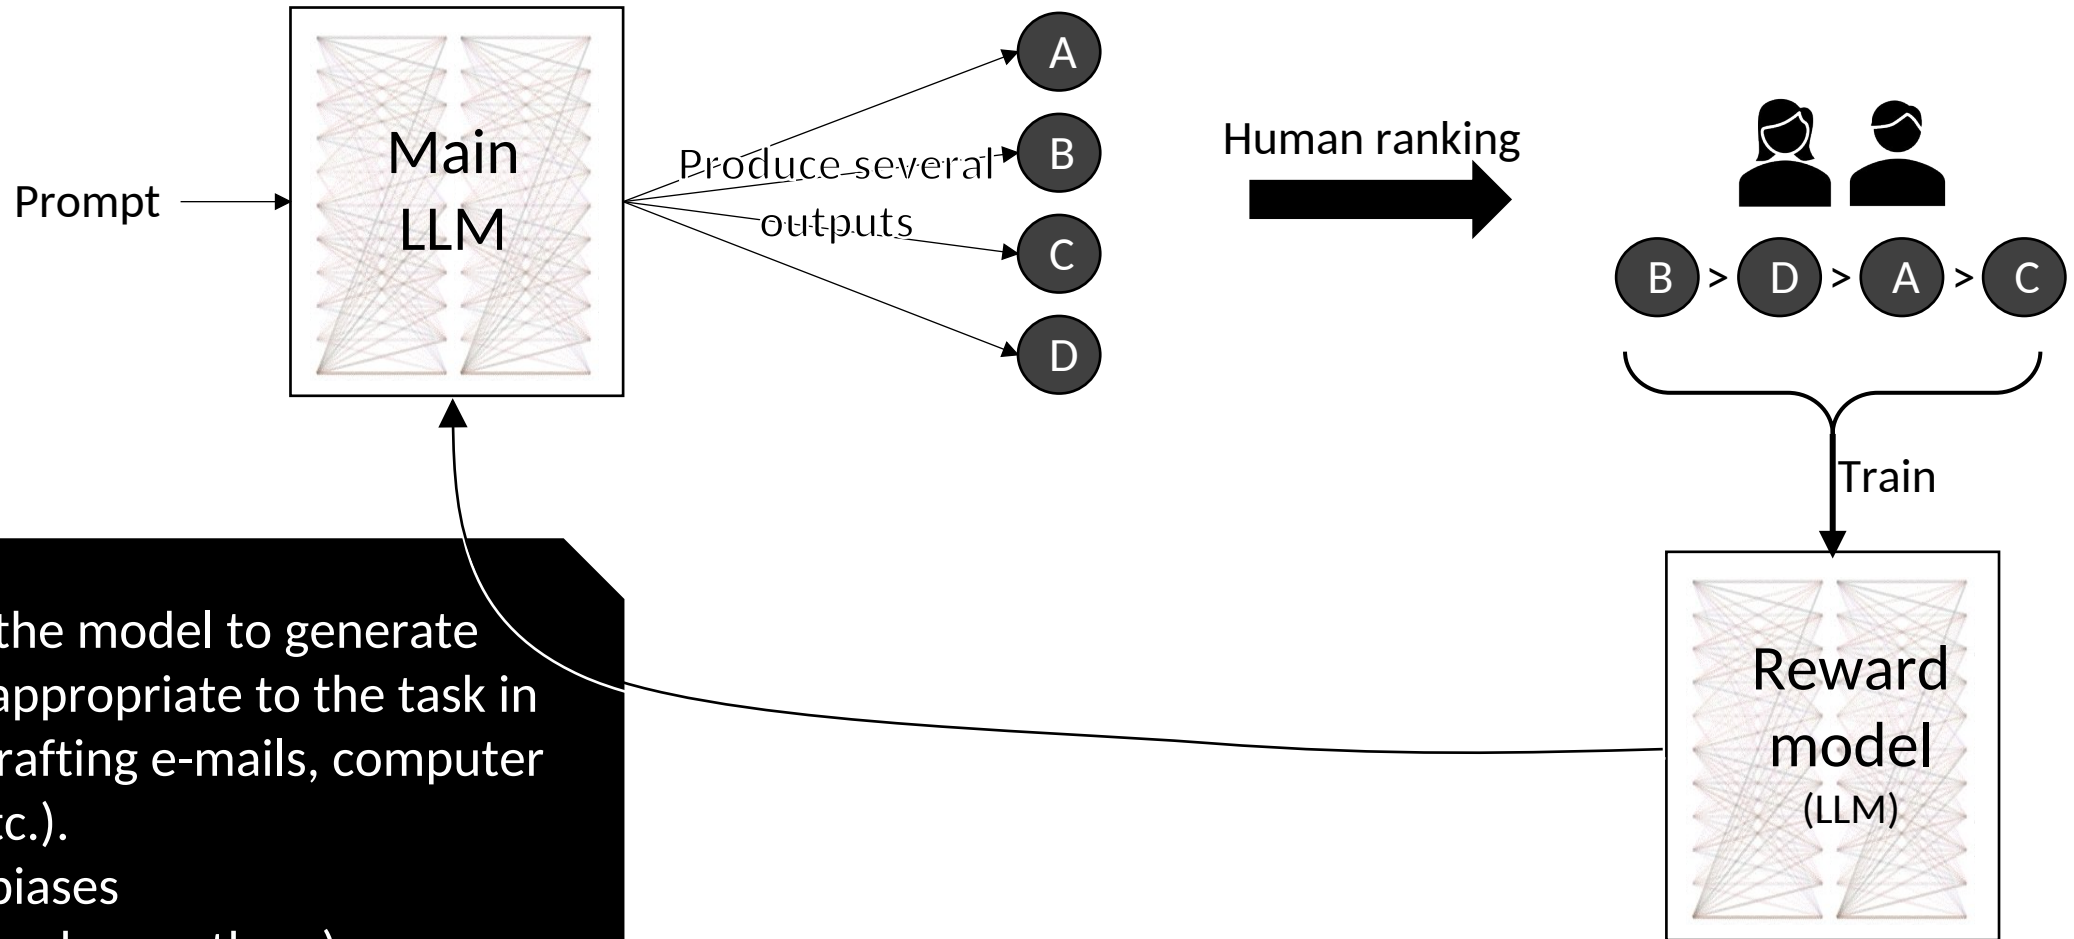 Prompt
Main
LLM
Produce several
outputs
A
B
C
D
Human ranking
B > D > A > C
Train
Reward
model
(LLM)
the model to generate
appropriate to the task in
rafting e-mails, computer
tc.).
biases